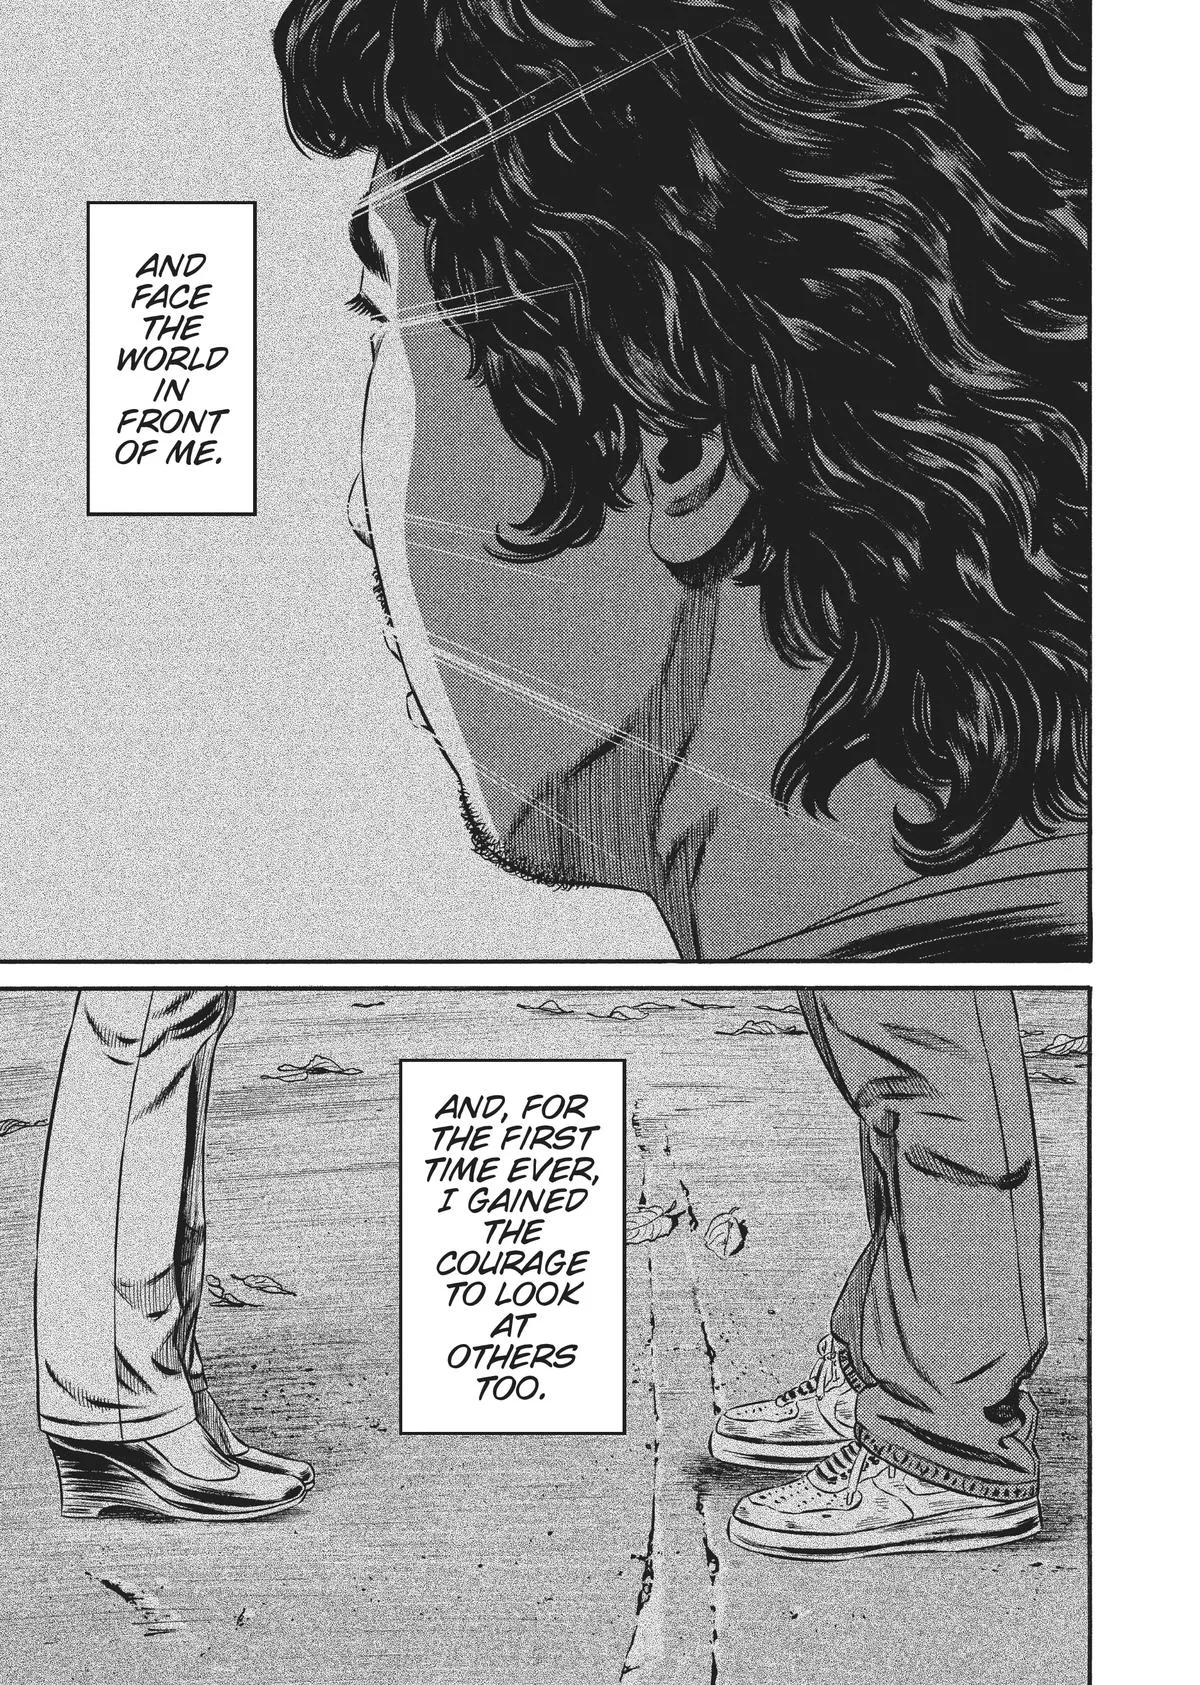 AND
FACE
THE
WORLD
IN
FRONT
OF ME.
AND, FOR
THE FIRST
TIME EVER,
I GAINED
THE
COURAGE
TO LOOK
AT
OTHERS
TOO.